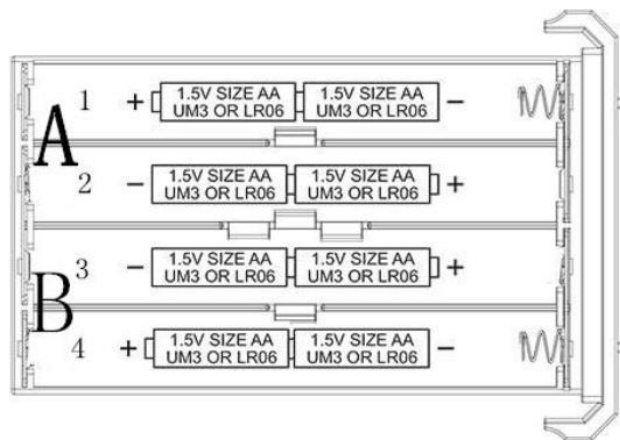 A
1 + 1.5V SIZE AA 1.5V SIZE AA -
UM3 OR LR06 UM3 OR LR06
2 - 1.5V SIZE AA 1.5V SIZE AA +
UM3 OR LR06 UM3 OR LR06
B
3 - 1.5V SIZE AA 1.5V SIZE AA +
UM3 OR LR06 UM3 OR LR06
4 + 1.5V SIZE AA 1.5V SIZE AA -
UM3 OR LR06 UM3 OR LR06